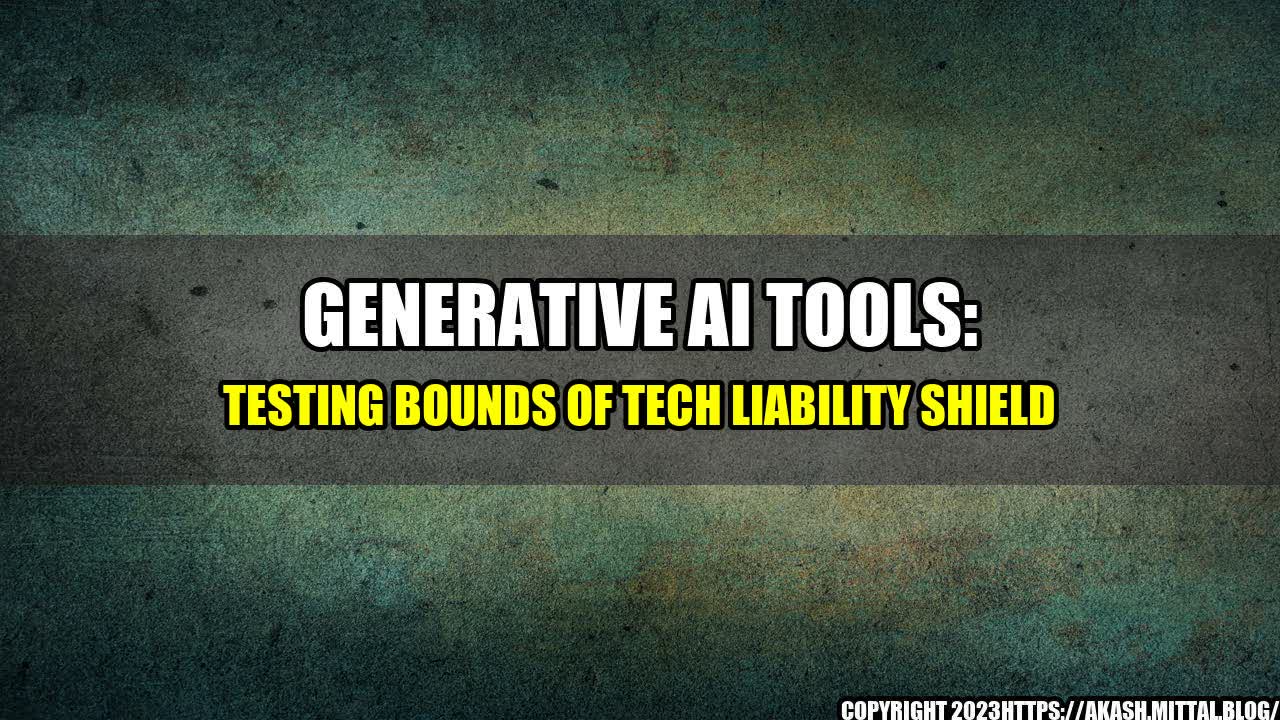 GENERATIVE AI TOOLS:
TESTING BOUNDS OF TECH LIABILITY SHIELD
COPYRIGHT 2023HTTPS://AKASH.MITTAL.BLOG/